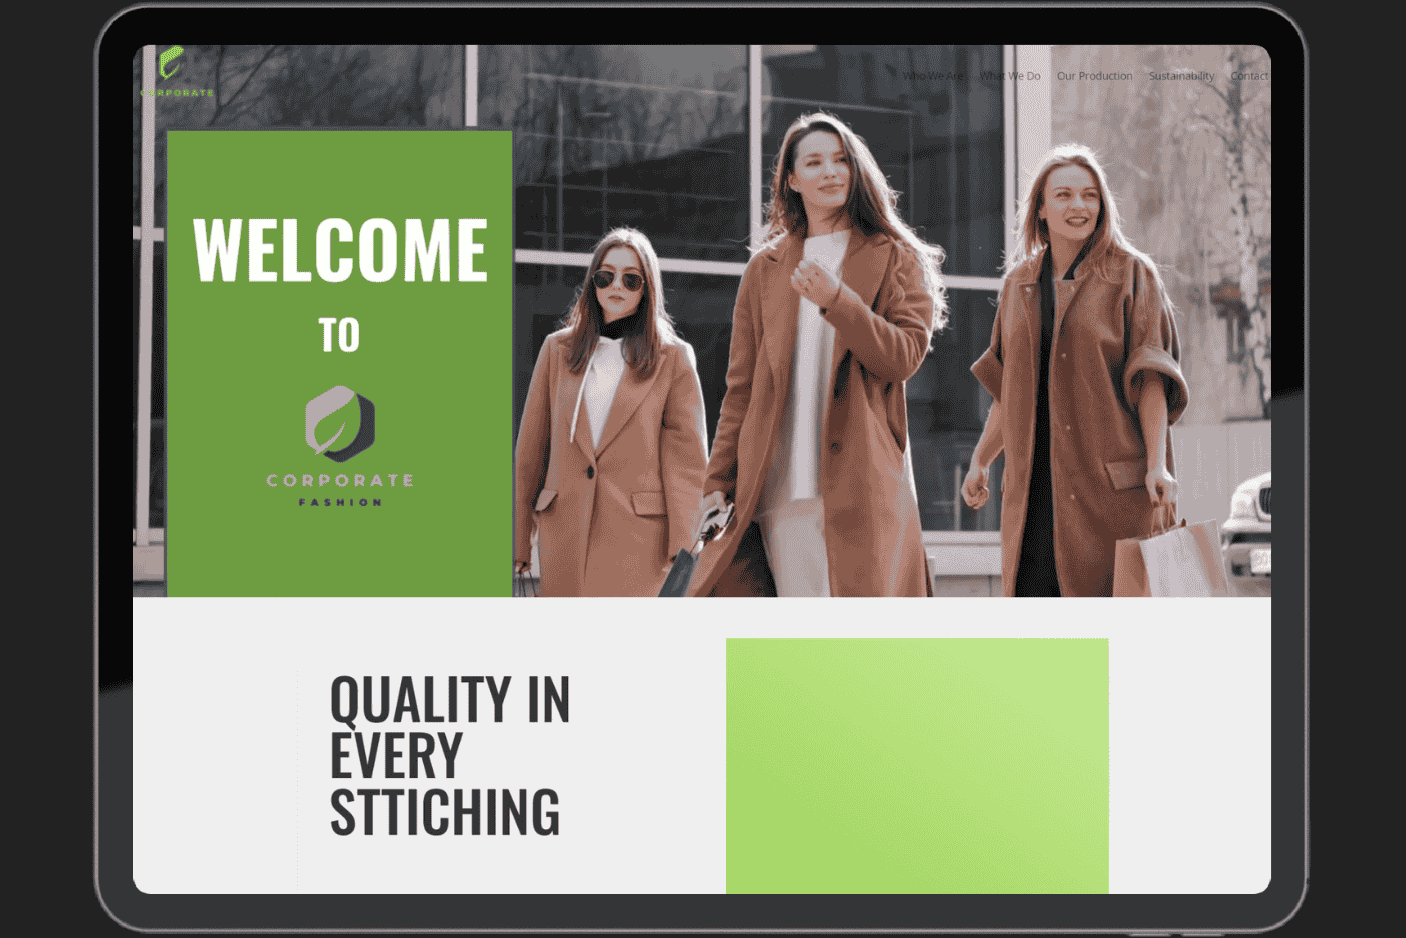 CORPORATE
Who We Are What We Do Our Production Sustainability Contact
WELCOME
TO
CORPORATE
FASHION
QUALITY IN
EVERY
STTICHING